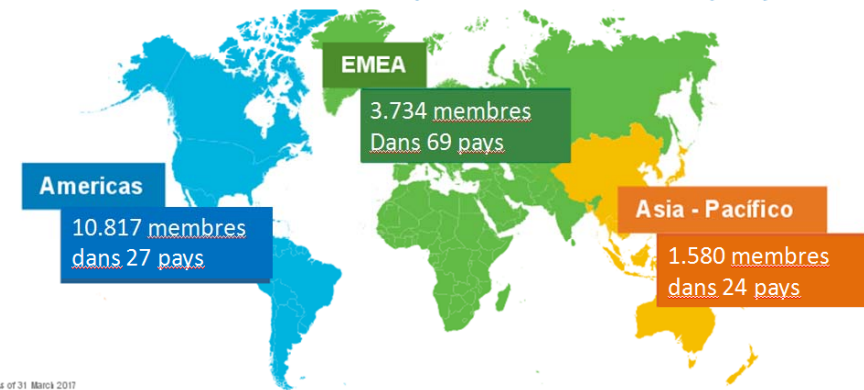 EMEA
3.734 membres
Dans 69 pays
Americas
10.817 membres
dans 27 pays
Asia - Pacífico
1.580 membres
dans 24 pays
s of 31 March 2017